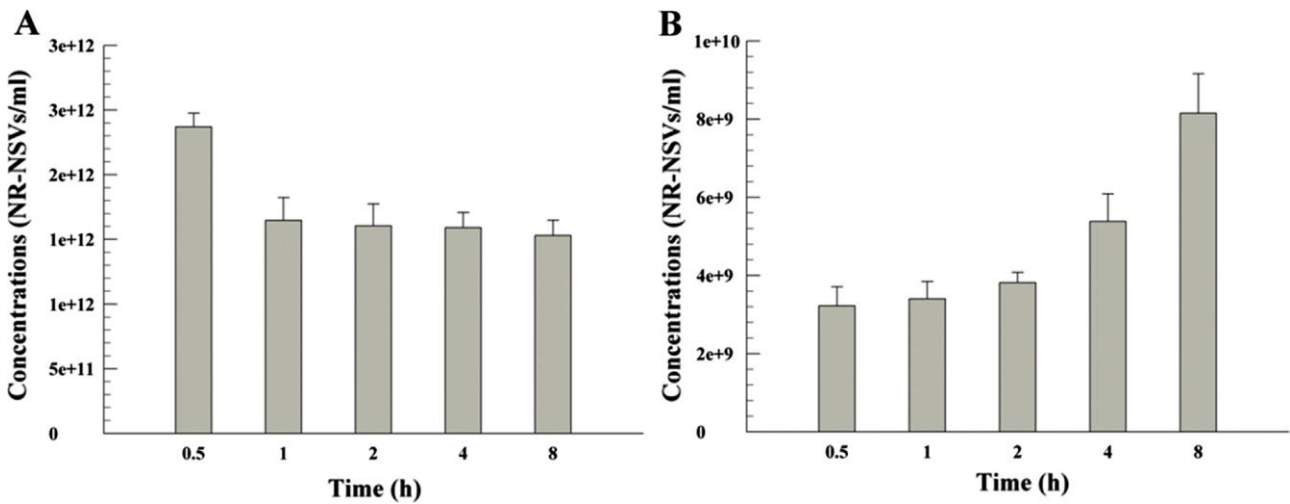 A
Concentrations (NR-NSVs/ml)
3e+12
3e+12
2e+12
1e+12
1e+12
5e+11
0
0.5 1 2 4 8
Time (h)
B
Concentrations (NR-NSVs/ml)
1e+10
8e+9
6e+9
4e+9
2e+9
0
0.5 1 2 4 8
Time (h)